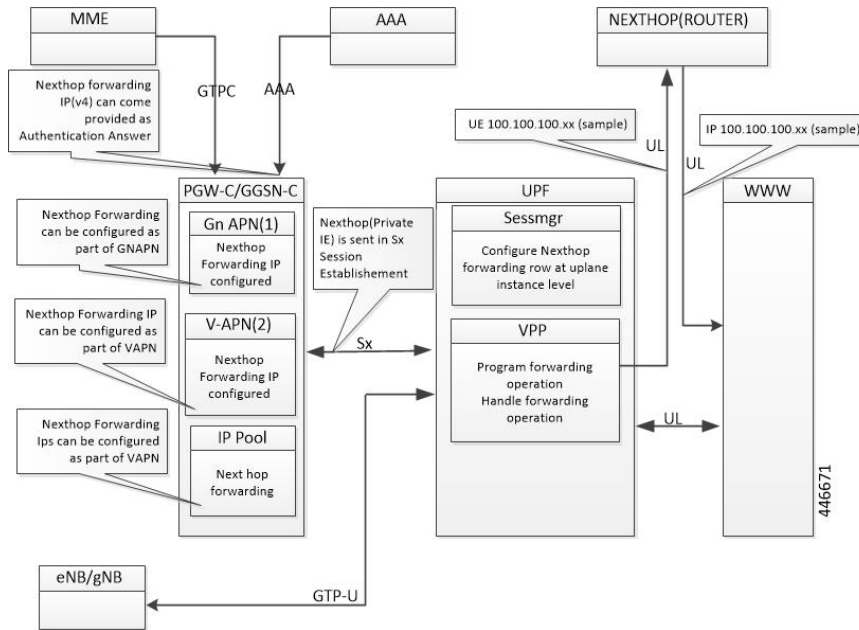 MME
AAA
NEXTHOP(ROUTER)
Nexthop forwarding
IP(v4) can come
provided as
Authentication Answer
GTPC
AAA
UE 100.100.100.xx (sample)
UL
UL
IP 100.100.100.xx (sample)
PGW-C/GGSN-C
UPF
WWW
Nexthop Forwarding
can be configured as
part of GNAPN
Gn APN(1)
Nexthop
Forwarding IP
configured
Nexthop(Private
IE) is sent in Sx
Session
Establishement
Sessmgr
Configure Nexthop
forwarding row at uplane
instance level
Nexthop Forwarding IP
can be configured as
part of VAPN
V-APN(2)
Nexthop
Forwarding IP
configured
Sx
VPP
Program forwarding
operation
Handle forwarding
operation
UL
Nexthop Forwarding
Ips can be configured
as part of VAPN
IP Pool
Next hop
forwarding
446671
eNB/gNB
GTP-U